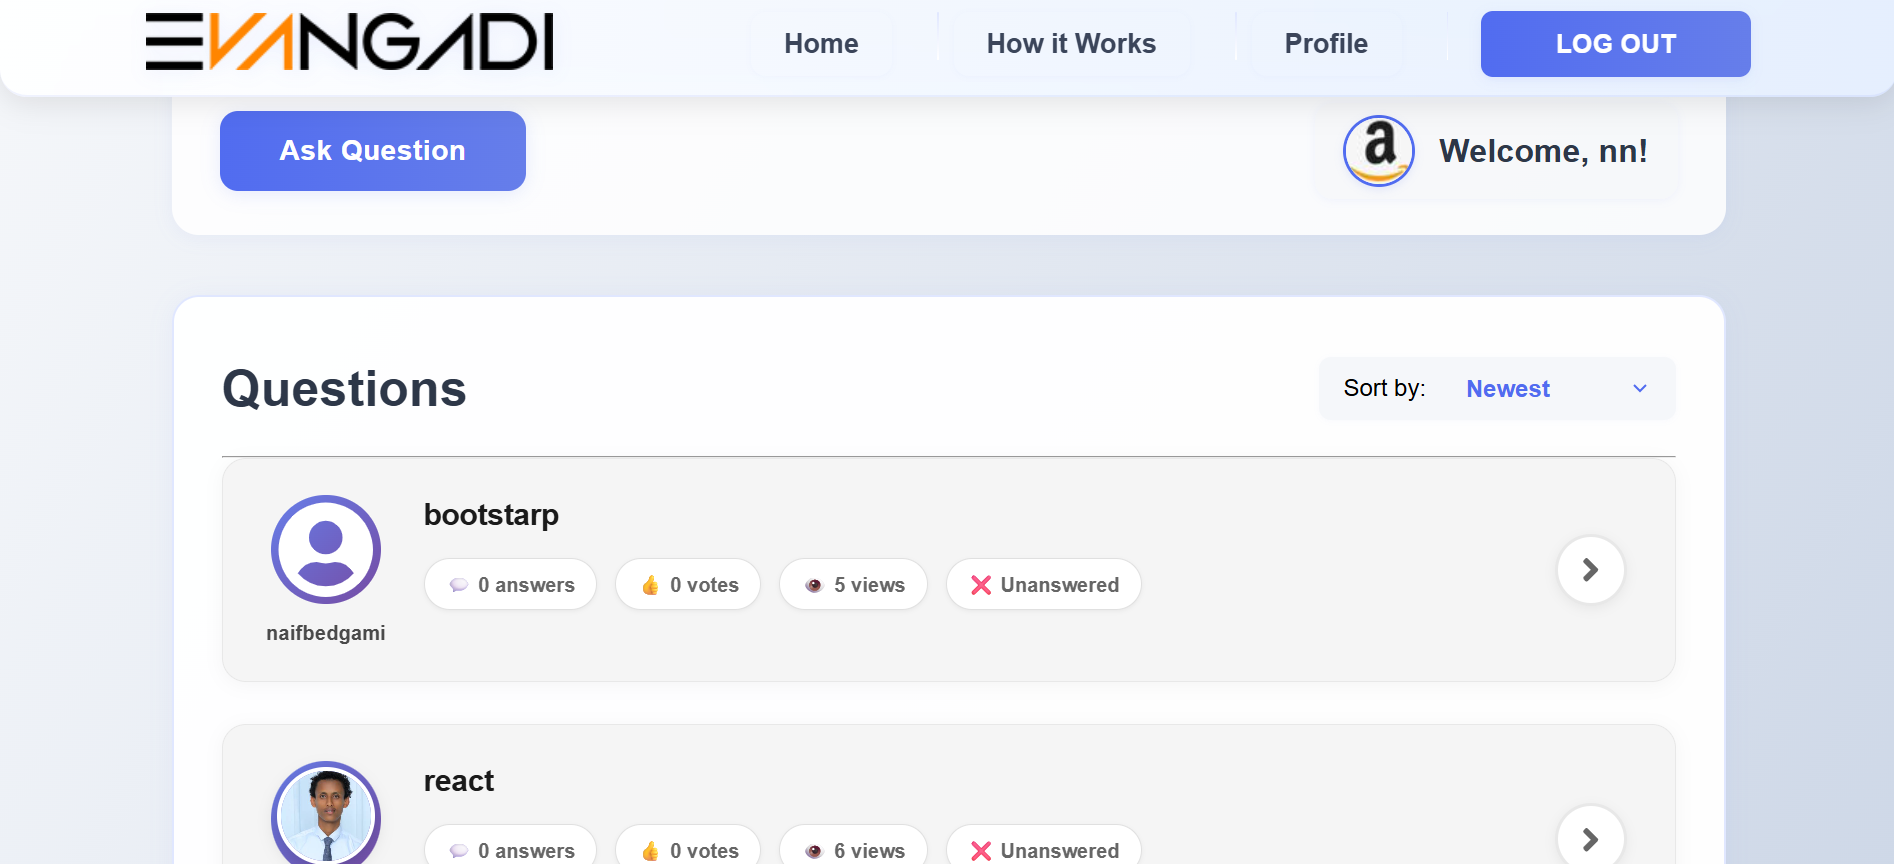 EVANGADI
Home
How it Works
Profile
LOG OUT
Ask Question
a
Welcome, nn!
Questions
Sort by:
Newest
bootstarp
0 answers
0 votes
5 views
Unanswered
naifbedgami
react
0 answers
0 votes
6 views
Unanswered